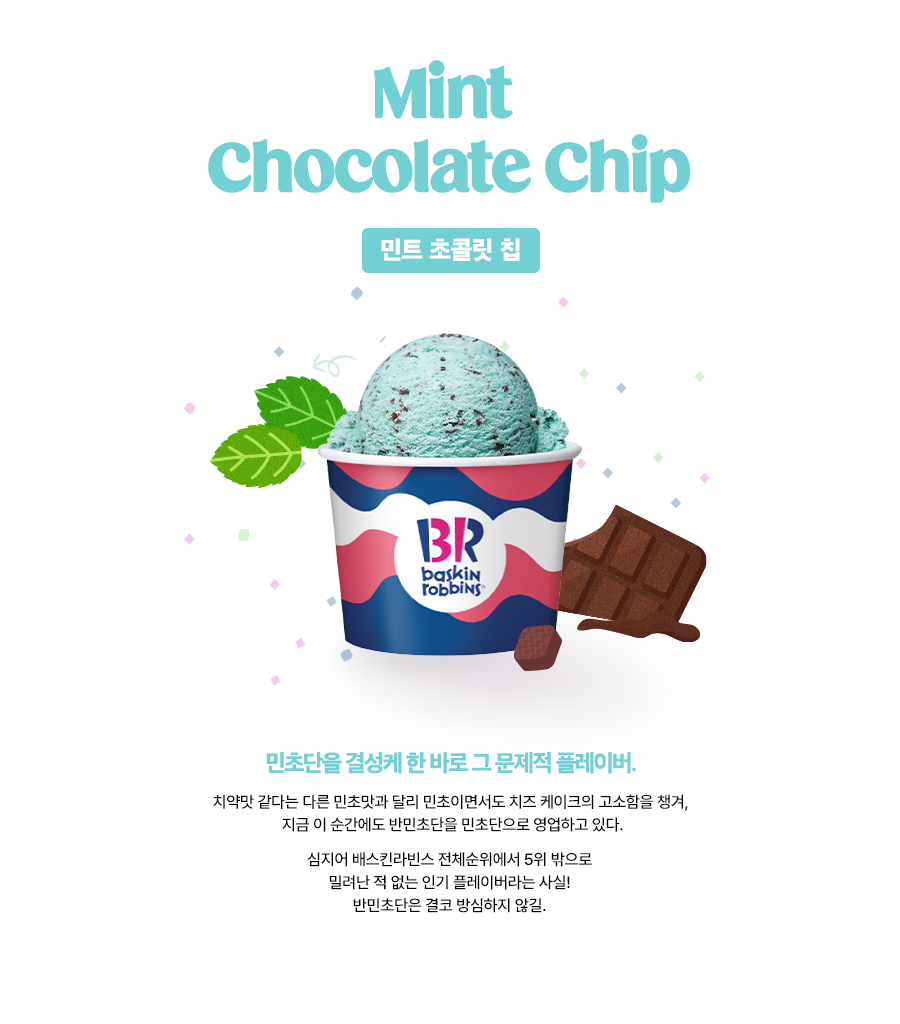 Mint
Chocolate Chip
민트 초콜릿 칩
BR
baskin
robbins®
민초단을 결성케 한 바로 그 문제적 플레이버.
치약맛 같다는 다른 민초맛과 달리 민초이면서도 치즈 케이크의 고소함을 챙겨,
지금 이 순간에도 반민초단을 민초단으로 영업하고 있다.
심지어 배스킨라빈스 전체순위에서 5위 밖으로
밀려난 적 없는 인기 플레이버라는 사실!
반민초단은 결코 방심하지 않길.